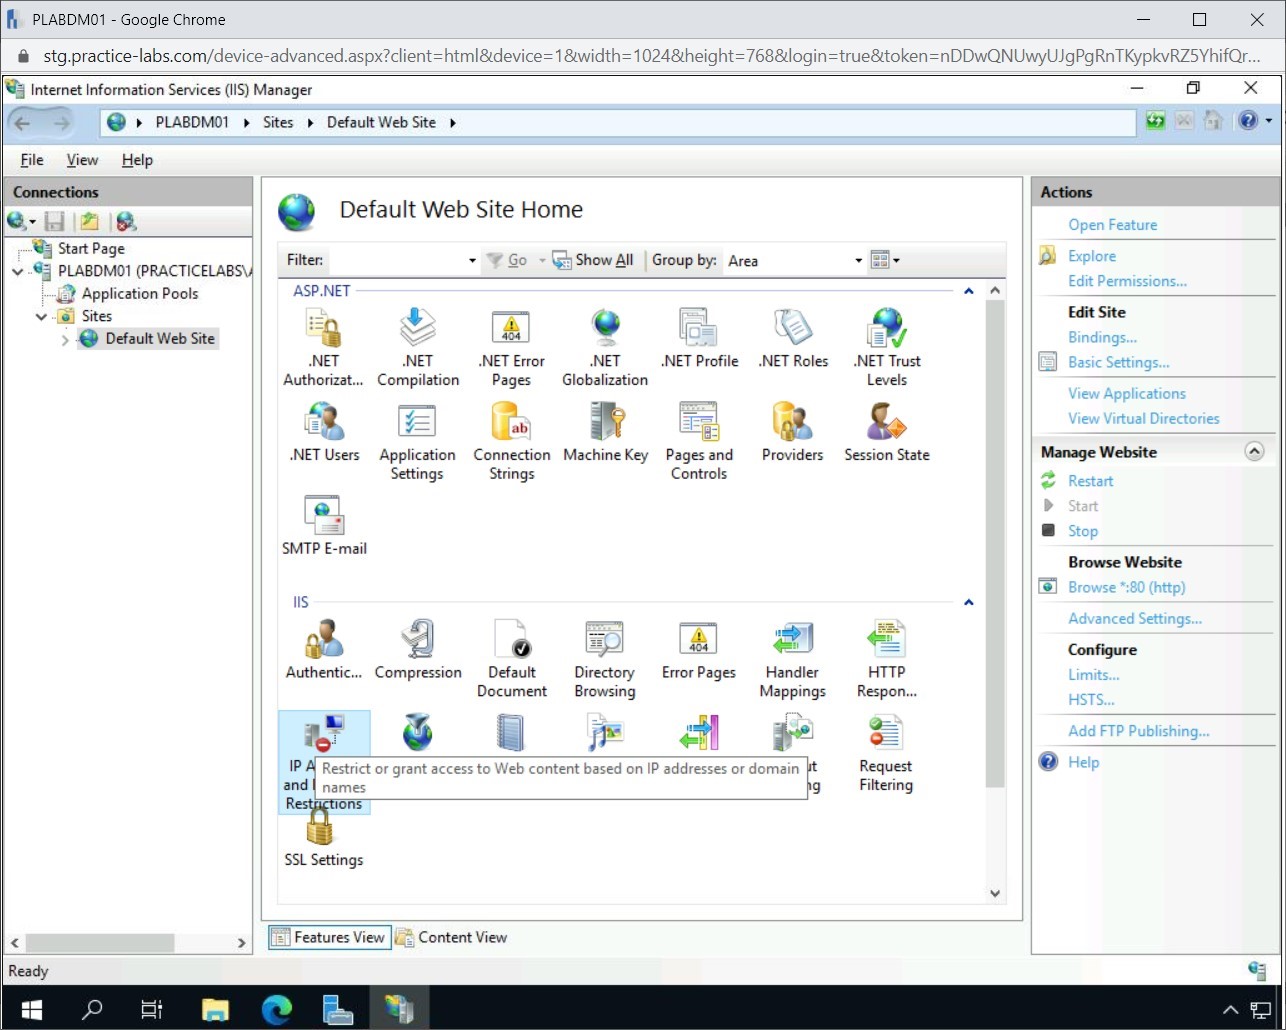 PLABDM01 - Google Chrome
stg.practice-labs.com/device-advanced.aspx?client=html&device=1&width=1024&height=768&login=true&token=nDDwQNUwyUJgPgRnTKypkvRZ5YhifQr...
Internet Information Services (IIS) Manager
PLABDM01 Sites Default Web Site
File View Help
Connections
Start Page
PLABDM01 (PRACTICELABS\A
Application Pools
Sites
Default Web Site
Default Web Site Home
Filter: Go Show All Group by: Area
ASP.NET
.NET Authorizat...
.NET Compilation
.NET Error Pages
.NET Globalization
.NET Profile
.NET Roles
.NET Trust Levels
.NET Users
Application Settings
Connection Strings
Machine Key
Pages and Controls
Providers
Session State
SMTP E-mail
IIS
Authentic...
Compression
Default Document
Directory Browsing
Error Pages
Handler Mappings
HTTP Respon...
IP A
and
Restrictions
Restrict or grant access to Web content based on IP addresses or domain
names
Request Filtering
SSL Settings
Features View Content View
Actions
Open Feature
Explore
Edit Permissions...
Edit Site
Bindings...
Basic Settings...
View Applications
View Virtual Directories
Manage Website
Restart
Start
Stop
Browse Website
Browse *:80 (http)
Advanced Settings...
Configure
Limits...
HSTS...
Add FTP Publishing...
Help
Ready